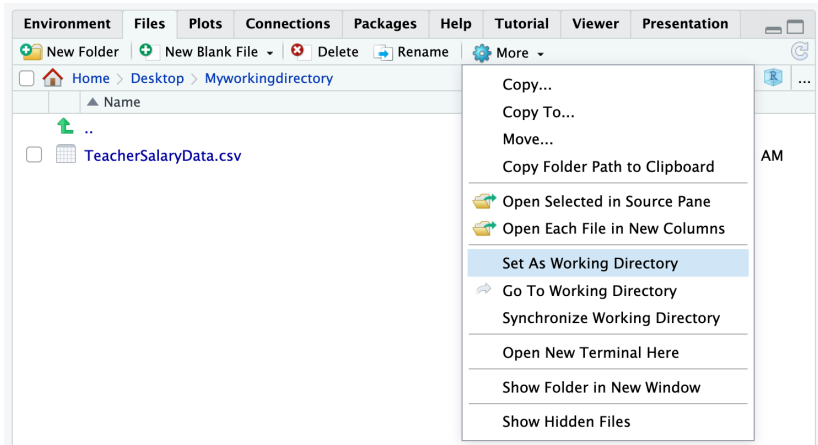 Environment Files Plots Connections Packages Help Tutorial Viewer Presentation
New Folder New Blank File Delete Rename More
Home > Desktop > Myworkingdirectory R ...
Name
..
TeacherSalaryData.csv AM
Copy...
Copy To...
Move...
Copy Folder Path to Clipboard
Open Selected in Source Pane
Open Each File in New Columns
Set As Working Directory
Go To Working Directory
Synchronize Working Directory
Open New Terminal Here
Show Folder in New Window
Show Hidden Files